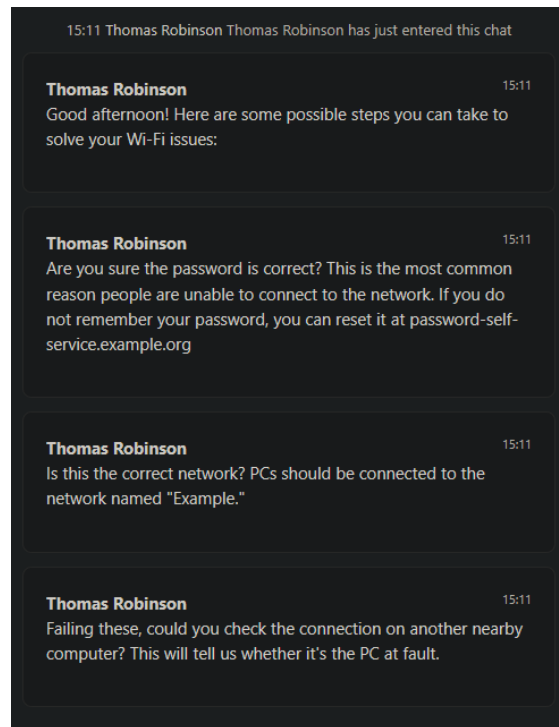 15:11 Thomas Robinson Thomas Robinson has just entered this chat
Thomas Robinson 15:11
Good afternoon! Here are some possible steps you can take to
solve your Wi-Fi issues:
Thomas Robinson 15:11
Are you sure the password is correct? This is the most common
reason people are unable to connect to the network. If you do
not remember your password, you can reset it at password-self-
service.example.org
Thomas Robinson 15:11
Is this the correct network? PCs should be connected to the
network named "Example."
Thomas Robinson 15:11
Failing these, could you check the connection on another nearby
computer? This will tell us whether it's the PC at fault.